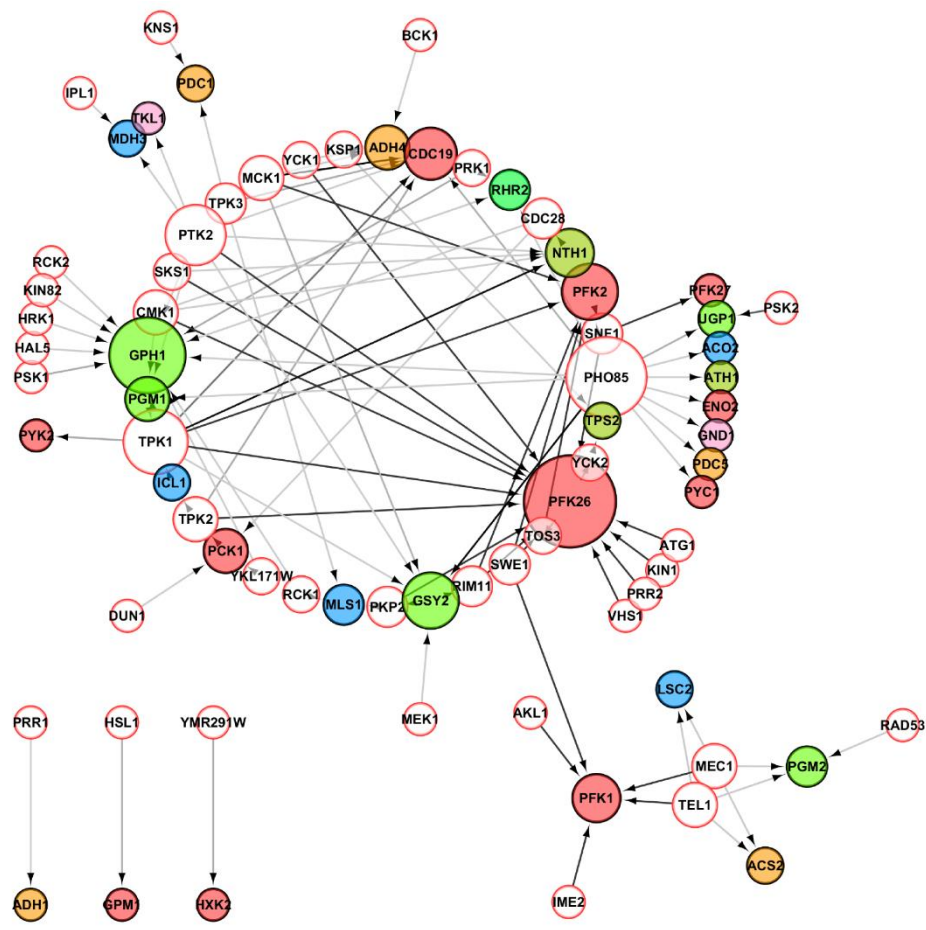 KNS1
BCK1
PDC1
IPL1
TKL1
MDH3
KSP1
ADH4
CDC19
YCK1
PRK1
MCK1
RHR2
TPK3
CDC28
PTK2
NTH1
RCK2
SKS1
PFK2
PFK27
KIN82
UGP1
PSK2
HRK1
CMK1
SNF1
ACO2
HAL5
GPH1
PSK1
PHO85
ATH1
PGM1
ENO2
TPS2
GND1
PYK2
TPK1
YCK2
PDC5
ICL1
PYC1
PFK26
TPK2
TOS3
ATG1
PCK1
SWE1
KIN1
YKL171W
RIM11
PRR2
RCK1
MLS1
PKP2
GSY2
DUN1
VHS1
LSC2
MEK1
AKL1
PRR1
HSL1
YMR291W
RAD53
MEC1
PGM2
PFK1
TEL1
ACS2
IME2
ADH1
GPM1
HXK2